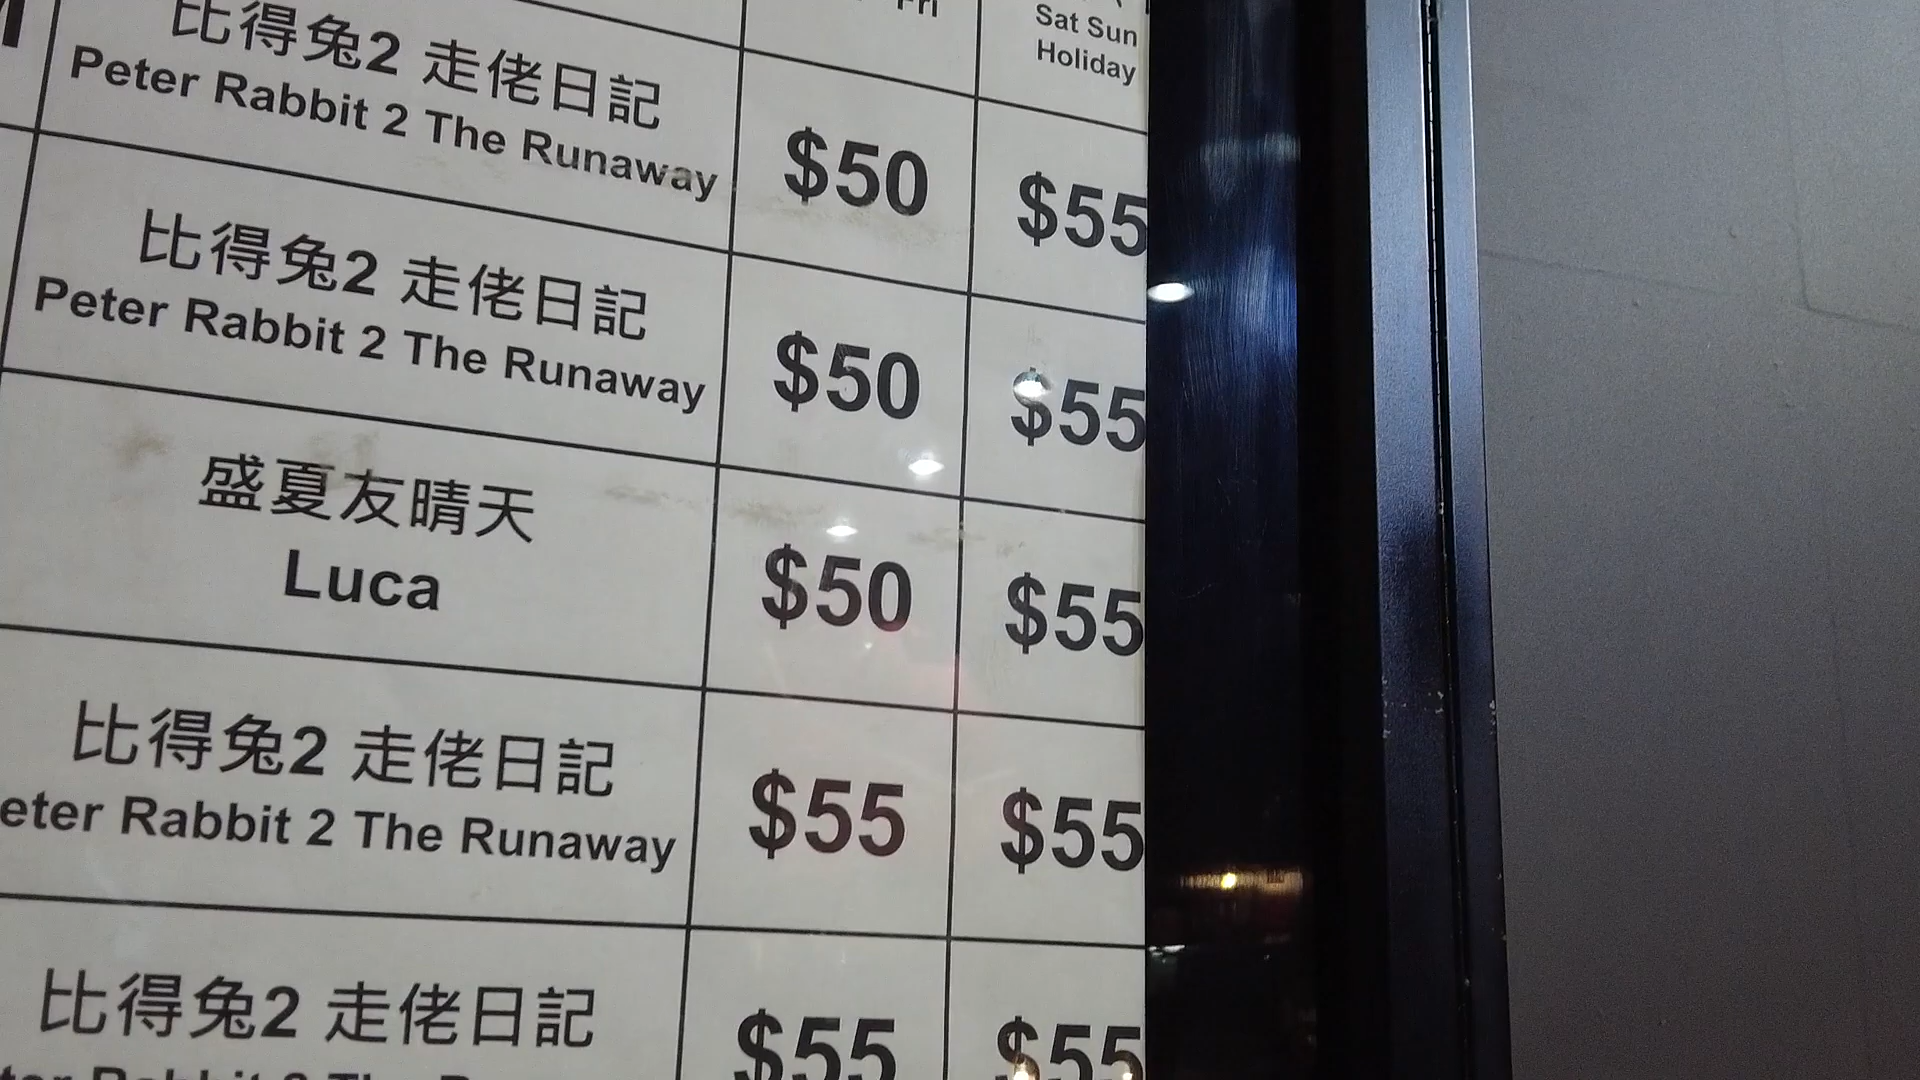 Fri
Sat Sun
Holiday
比得兔2 走佬日記
Peter Rabbit 2 The Runaway
$50
$55
比得兔2 走佬日記
Peter Rabbit 2 The Runaway
$50
$55
盛夏友晴天
Luca
$50
$55
比得兔2 走佬日記
eter Rabbit 2 The Runaway
$55
$55
比得兔2 走佬日記
$55
$55